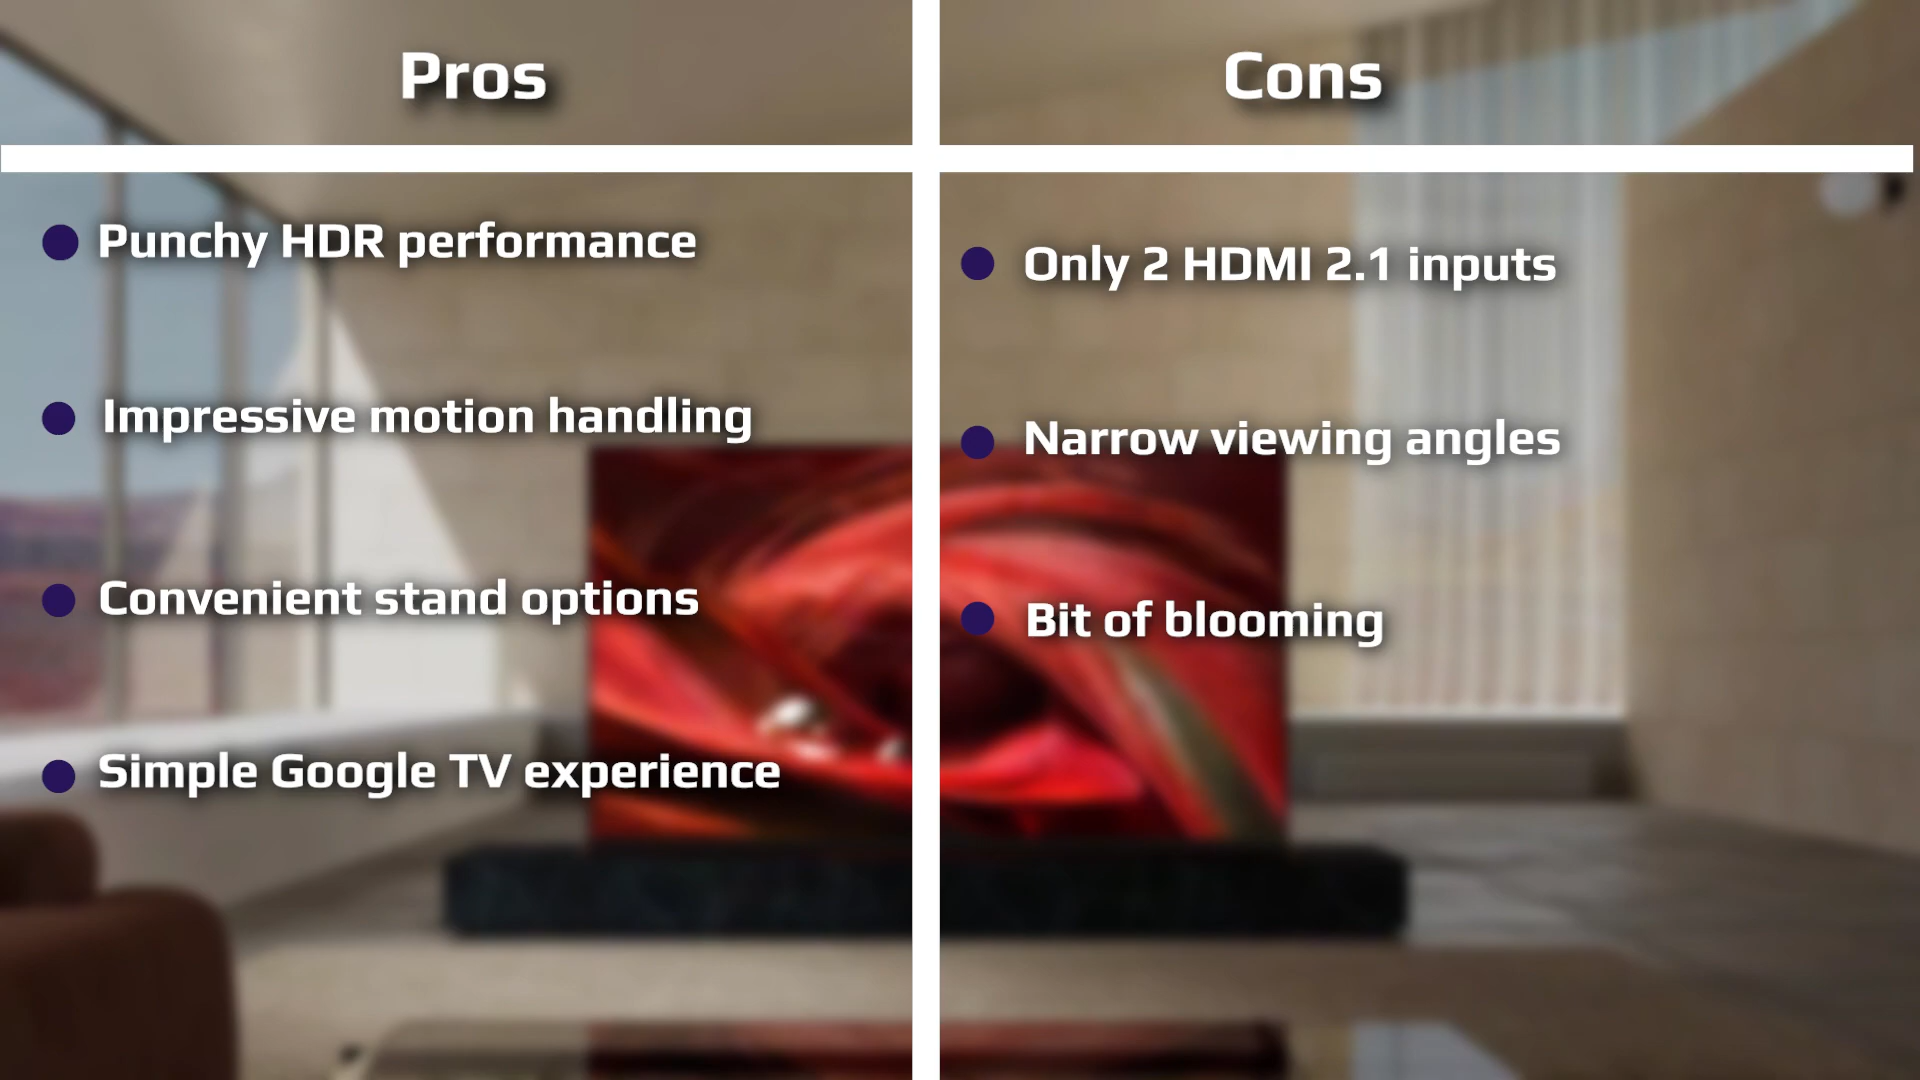 Pros
Cons
Punchy HDR performance
Impressive motion handling
Convenient stand options
Simple Google TV experience
Only 2 HDMI 2.1 inputs
Narrow viewing angles
Bit of blooming